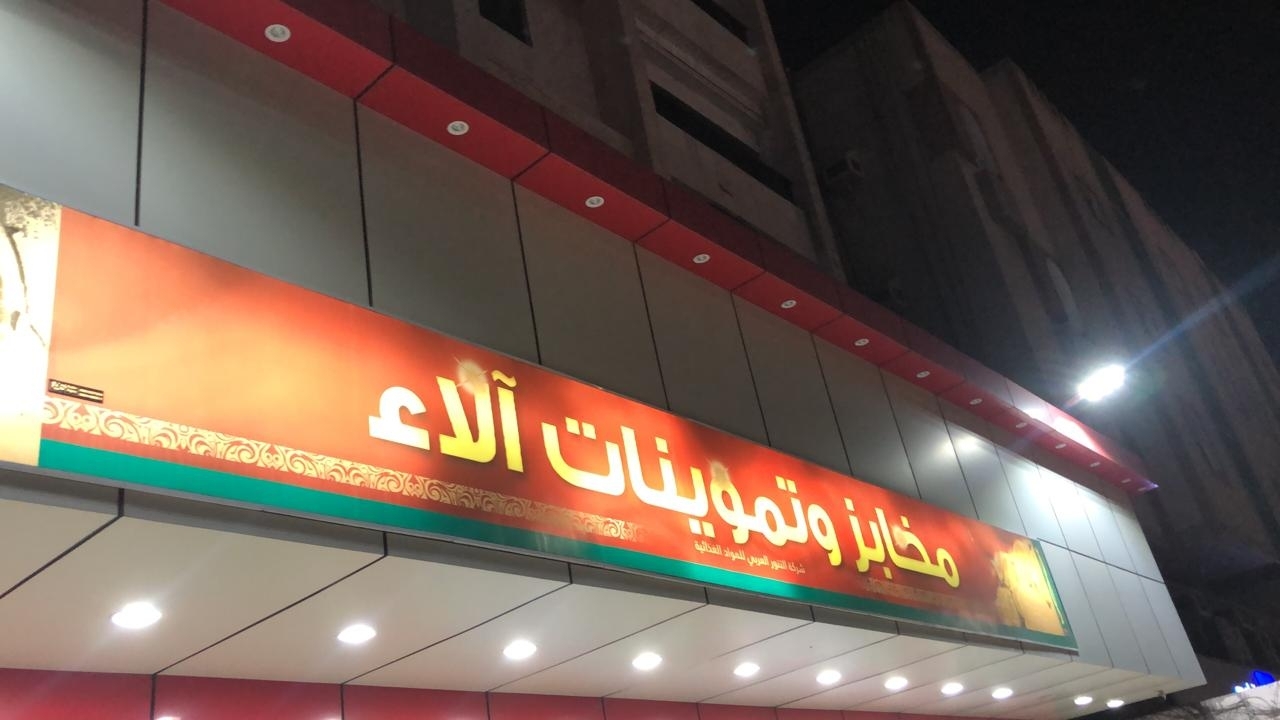 مخابز وتموينات آلاء
شركة التنور العربي للمواد الغذائية